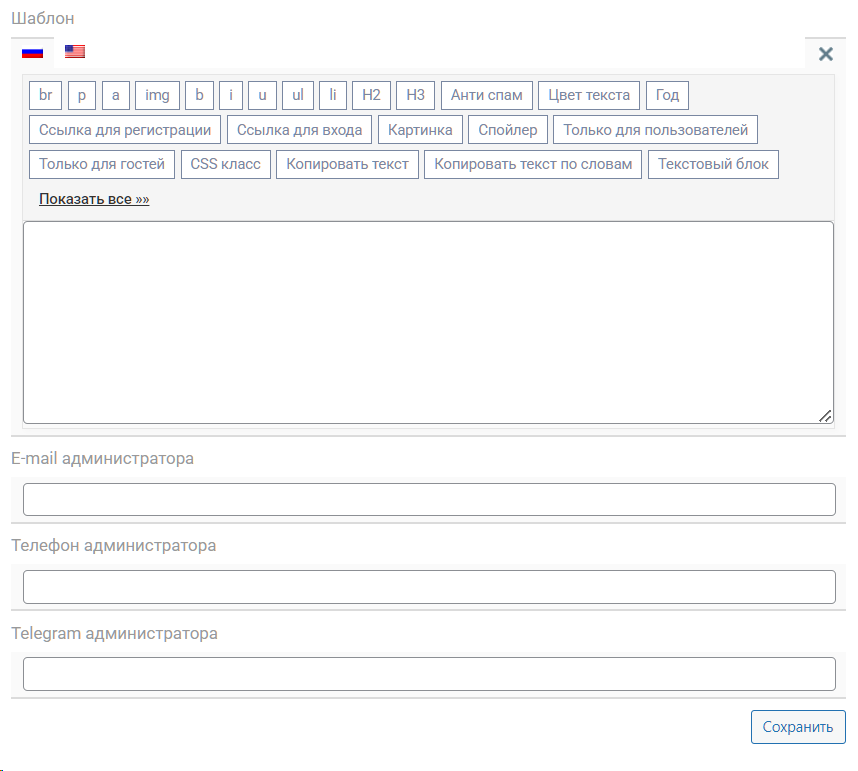 Шаблон
br p a img b i u ul li H2 H3 Анти спам Цвет текста Год
Ссылка для регистрации Ссылка для входа Картинка Спойлер Только для пользователей
Только для гостей CSS класс Копировать текст Копировать текст по словам Текстовый блок
Показать все »»
E-mail администратора
Телефон администратора
Telegram администратора
Сохранить